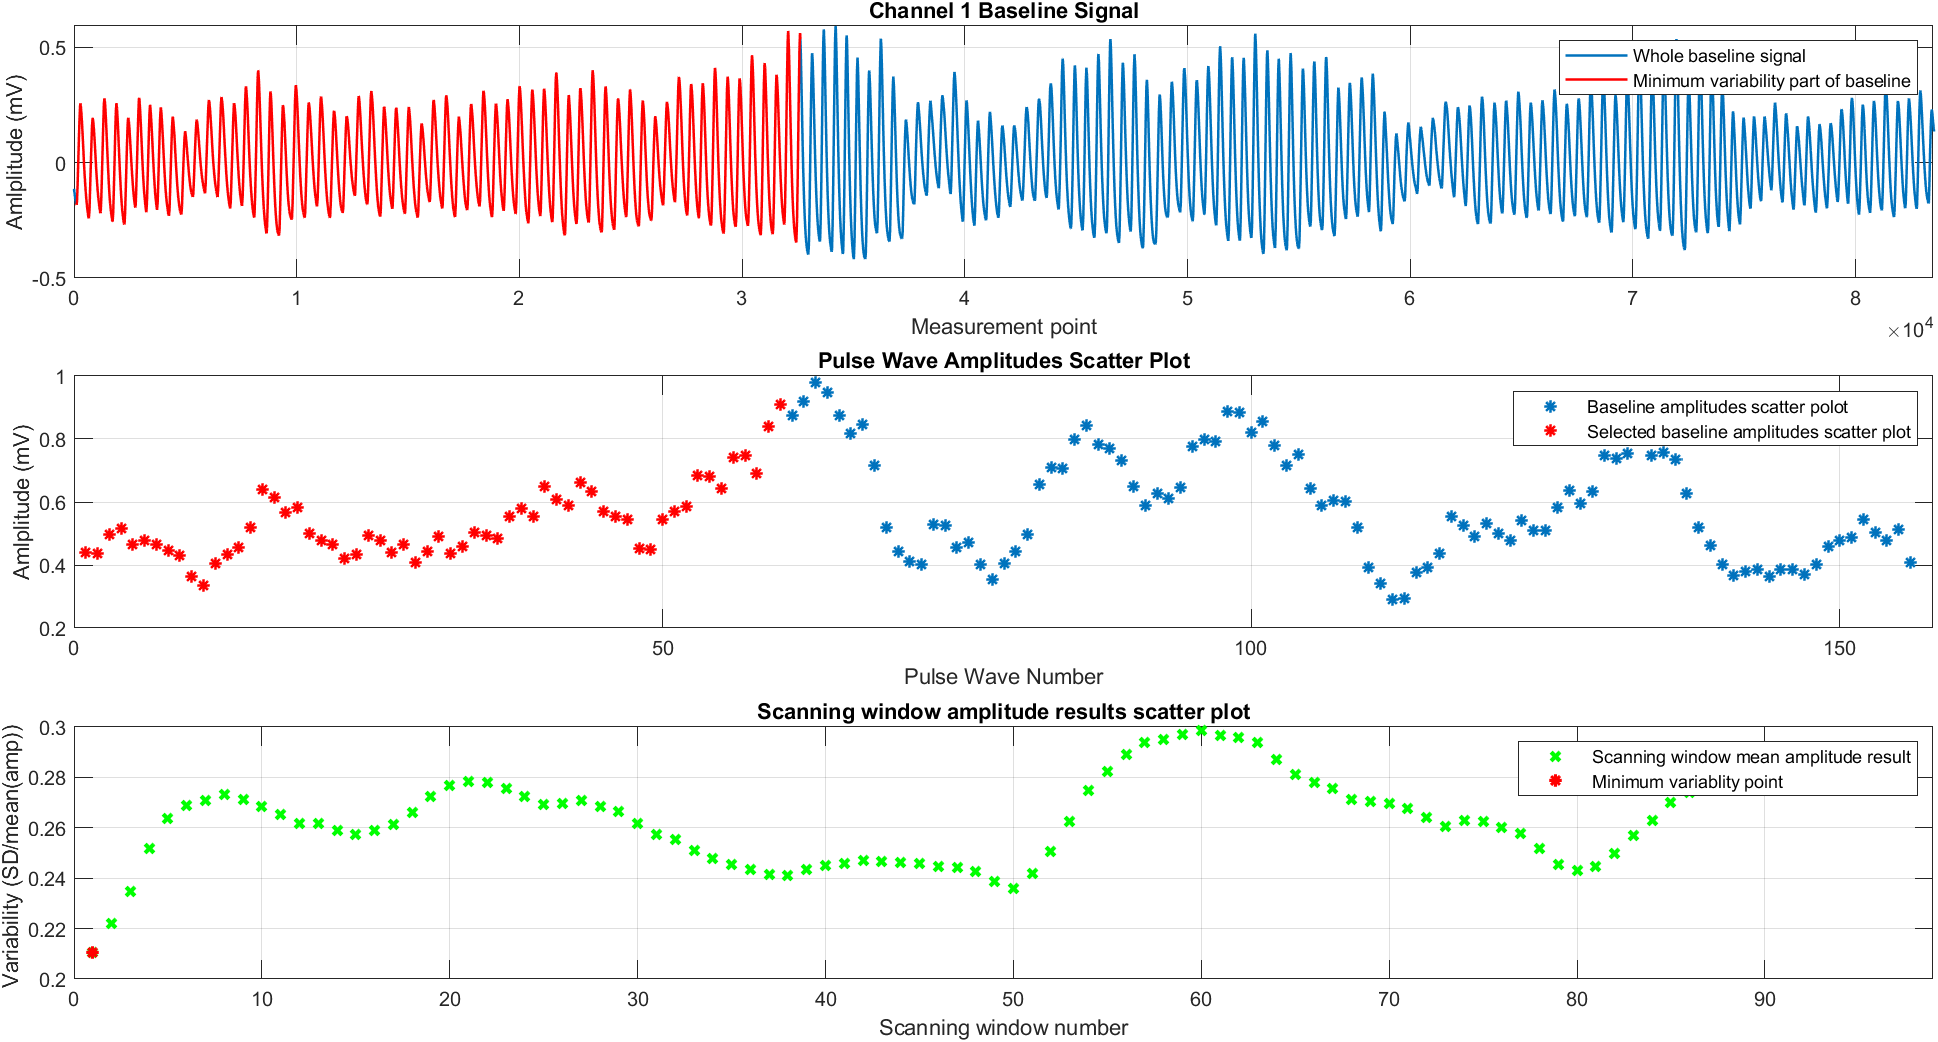 Channel 1 Baseline Signal
Amlplitude (mV)
0.5
0
-0.5
Whole baseline signal
Minimum variability part of baseline
0 1 2 3 4 5 6 7 8
×10^4
Measurement point
Pulse Wave Amplitudes Scatter Plot
Amlplitude (mV)
1
0.8
0.6
0.4
0.2
Baseline amplitudes scatter polot
Selected baseline amplitudes scatter plot
0 50 100 150
Pulse Wave Number
Scanning window amplitude results scatter plot
Variability (SD/mean(amp))
0.3
0.28
0.26
0.24
0.22
0.2
Scanning window mean amplitude result
Minimum variablity point
0 10 20 30 40 50 60 70 80 90
Scanning window number